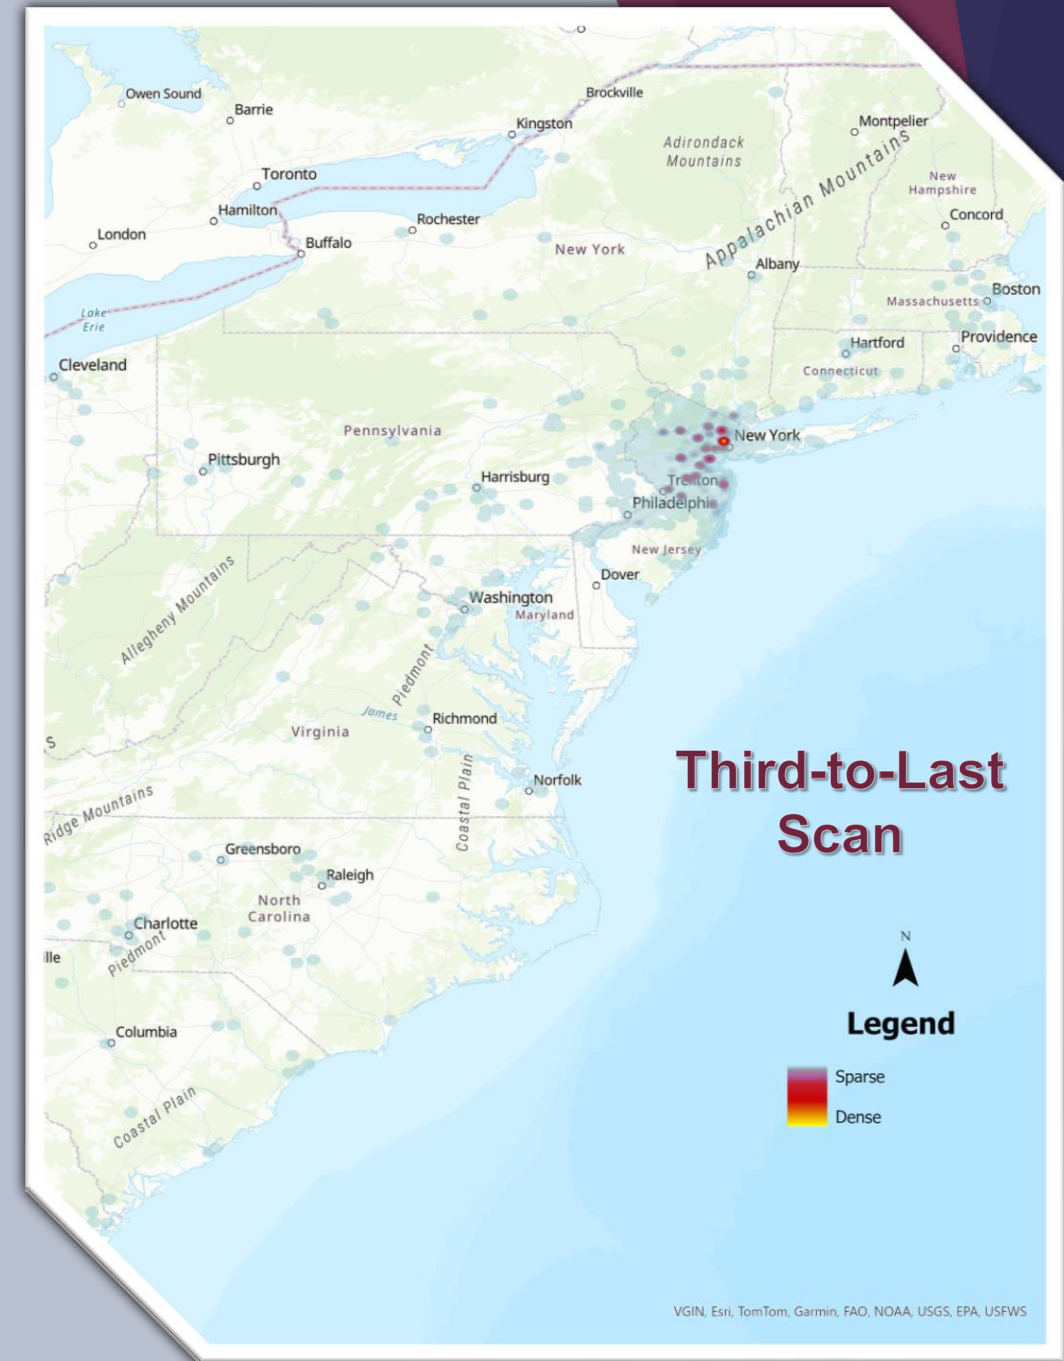 Owen Sound
Barrie
Brockville
Kingston
Montpelier
Adirondack
Mountains
Appalachian Mountains
Toronto
New
Hampshire
Hamilton
Rochester
Concord
London
Buffalo
New York
Albany
Boston
Massachusetts
Lake
Erie
Providence
Hartford
Cleveland
Connecticut
Pennsylvania
New York
Pittsburgh
Harrisburg
Trenton
Philadelphi
New Jersey
Dover
Allegheny Mountains
Washington
Maryland
Piedmont
James
Richmond
Virginia
S
Norfolk
Coastal Plain
Ridge Mountains
Third-to-Last
Scan
Greensboro
Raleigh
North
Carolina
Charlotte
Piedmont
ille
N
Columbia
Legend
Sparse
Dense
Coastal Plain
VGIN, Esri, TomTom, Garmin, FAO, NOAA, USGS, EPA, USFWS